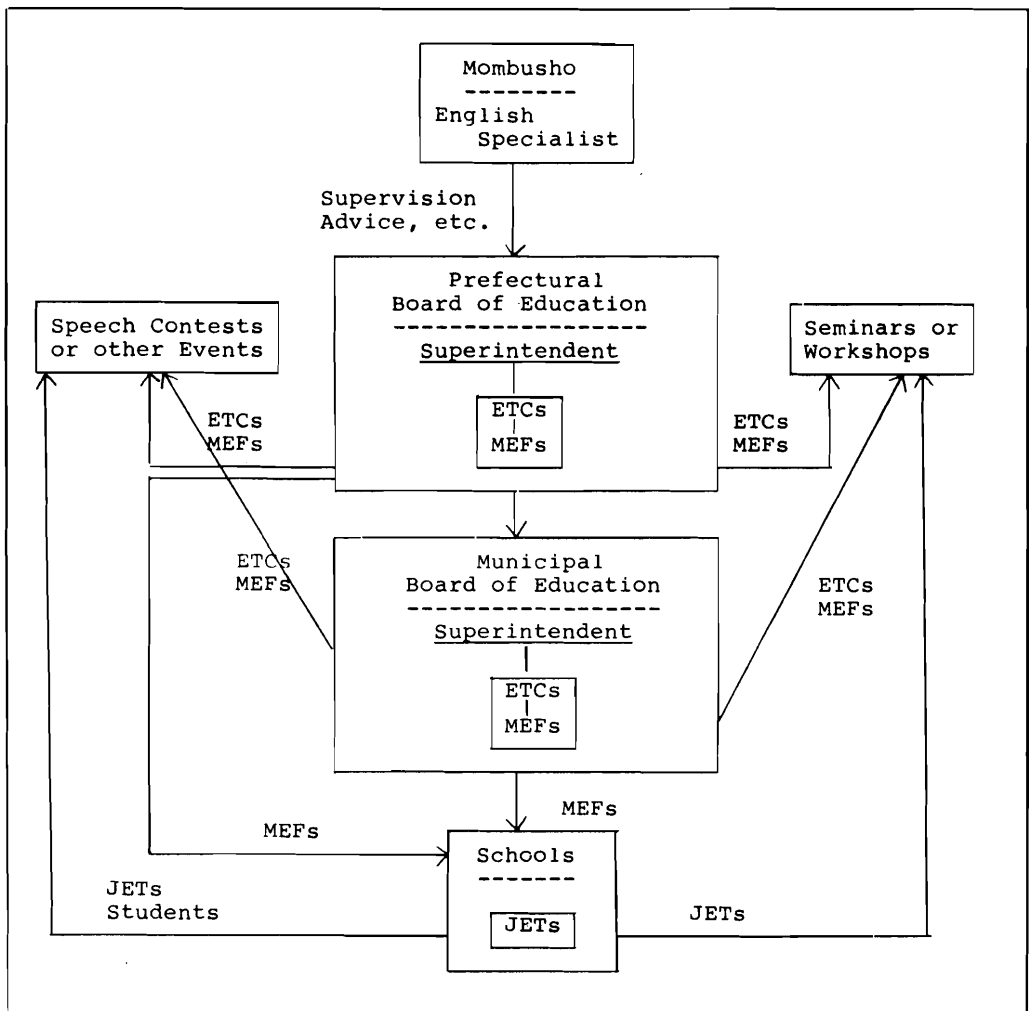 Mombusho
English
Specialist
Supervision
Advice, etc.
Prefectural
Board of Education
Superintendent
ETCs
MEFs
Speech Contests
or other Events
Seminars or
Workshops
ETCs
MEFs
ETCs
MEFs
Municipal
Board of Education
Superintendent
ETCs
MEFs
ETCs
MEFs
ETCs
MEFs
MEFs
MEFs
Schools
JETs
JETs
Students
JETs